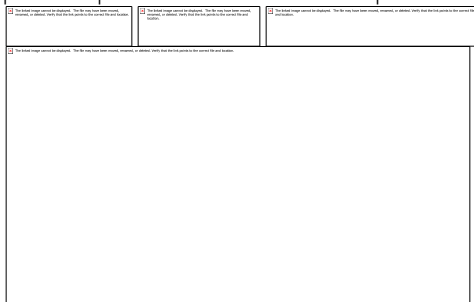 The linked image cannot be displayed. The file may have been moved,
renamed, or deleted. Verify that the link points to the correct file and location.
The linked image cannot be displayed. The file may have been moved,
renamed, or deleted. Verify that the link points to the correct file and
location.
The linked image cannot be displayed. The file may have been moved, renamed, or deleted. Verify that the link points to the correct file
and location.
The linked image cannot be displayed. The file may have been moved, renamed, or deleted. Verify that the link points to the correct file and location.